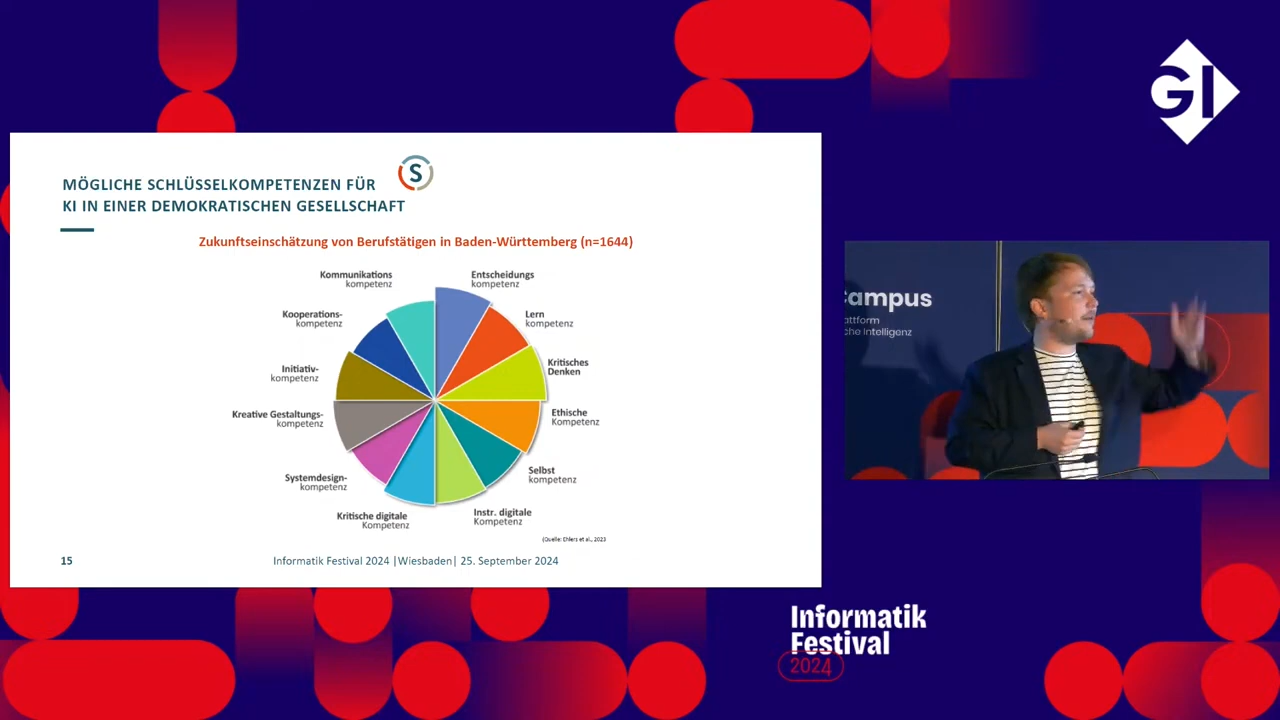 GI
MÖGLICHE SCHLÜSSELKOMPETENZEN FÜR
KI IN EINER DEMOKRATISCHEN GESELLSCHAFT
S
Zukunftseinschätzung von Berufstätigen in Baden-Württemberg (n=1644)
Kommunikations
kompetenz
Entscheidungs
kompetenz
Kooperations-
kompetenz
Lern
kompetenz
Initiativ-
kompetenz
Kritisches
Denken
Kreative Gestaltungs-
kompetenz
Ethische
Kompetenz
Systemdesign-
kompetenz
Selbst
kompetenz
Kritische digitale
Kompetenz
Instr. digitale
Kompetenz
(Quelle: Ehlers et al., 2023
15
Informatik Festival 2024 |Wiesbaden| 25. September 2024
Campus
attform
che Intelligenz
Informatik
Festival
2024